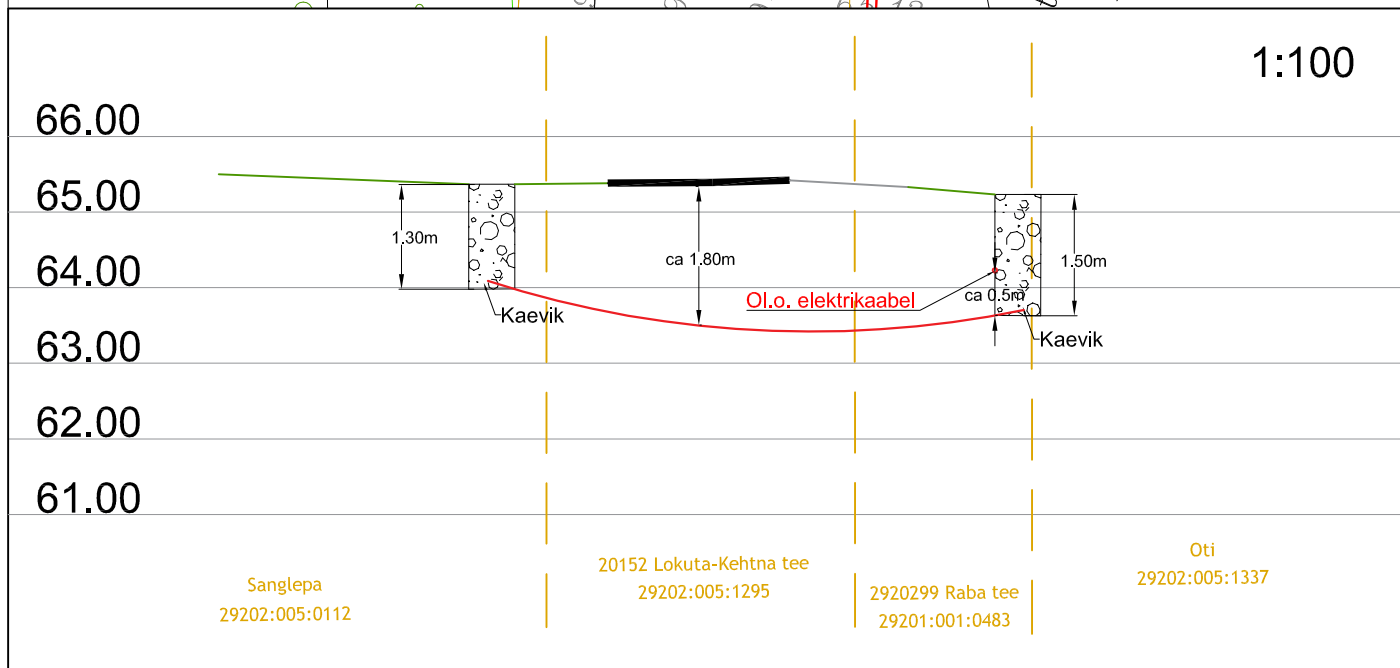 1:100
66.00
65.00
64.00
63.00
62.00
61.00
1.30m
ca 1.80m
1.50m
Ol.o. elektrikaabel
ca 0.5m
Kaevik
Kaevik
Sanglepa
29202:005:0112
20152 Lokuta-Kehtna tee
29202:005:1295
2920299 Raba tee
29201:001:0483
Oti
29202:005:1337